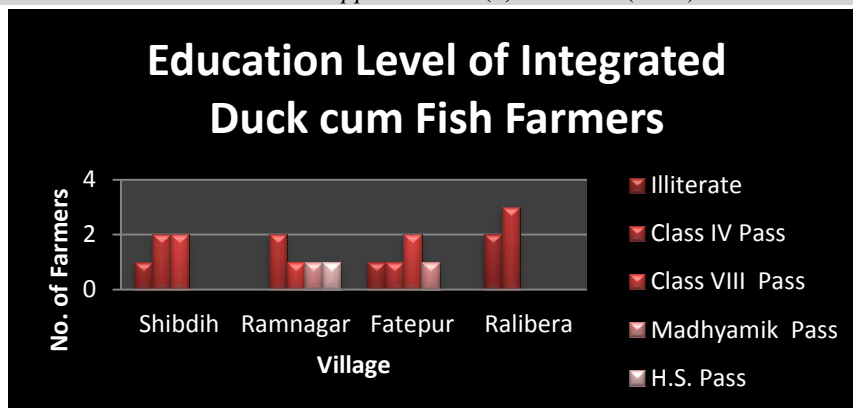 Education Level of Integrated
Duck cum Fish Farmers
No. of Farmers
4
2
0
Shibdih Ramnagar Fatepur Ralibera
Village
Illiterate
Class IV Pass
Class VIII Pass
Madhyamik Pass
H.S. Pass